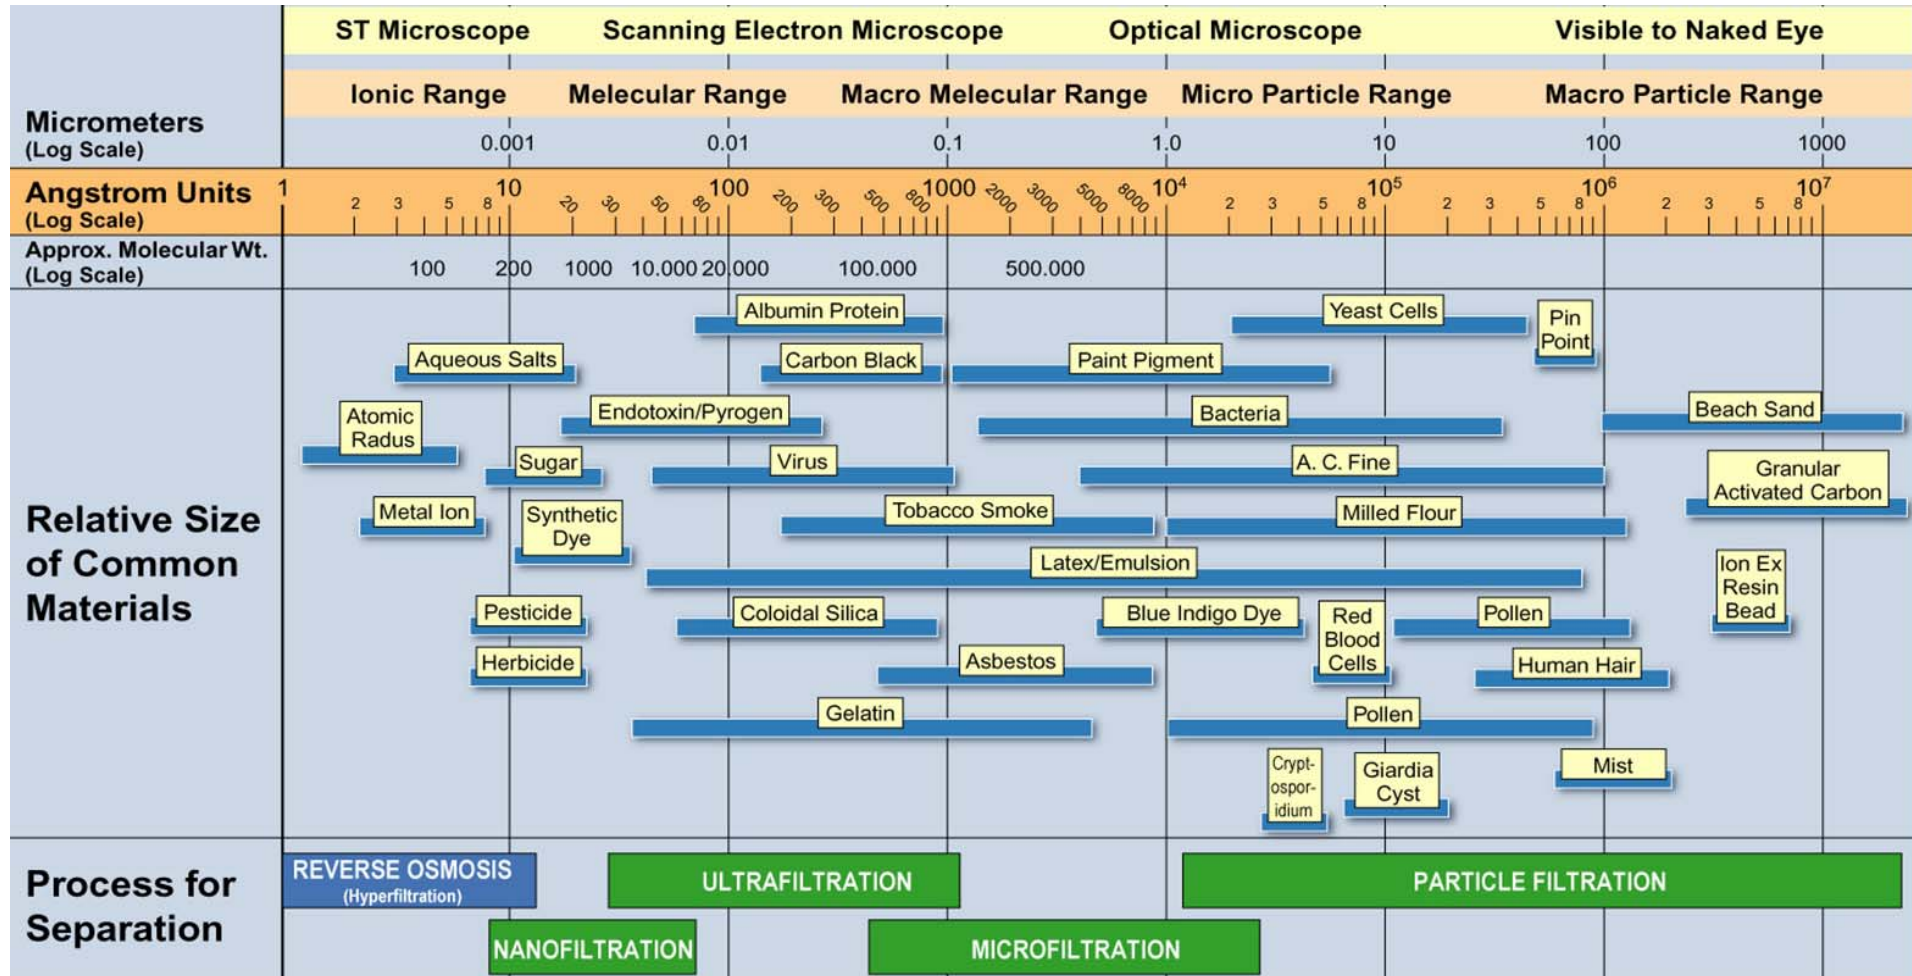 ST Microscope Scanning Electron Microscope Optical Microscope Visible to Naked Eye
Ionic Range Melecular Range Macro Melecular Range Micro Particle Range Macro Particle Range
Micrometers
(Log Scale)
0.001 0.01 0.1 1.0 10 100 1000
Angstrom Units
(Log Scale)
1 10 100 1000 10⁴ 10⁵ 10⁶ 10⁷
2 3 5 8 20 30 50 80 200 300 500 800 2000 3000 5000 8000 2 3 5 8 2 3 5 8 2 3 5 8
Approx. Molecular Wt.
(Log Scale)
100 200 1000 10.000 20.000 100.000 500.000
Relative Size
of Common
Materials
Albumin Protein
Yeast Cells
Pin
Point
Aqueous Salts
Carbon Black
Paint Pigment
Atomic
Radus
Endotoxin/Pyrogen
Bacteria
Beach Sand
Sugar
Virus
A. C. Fine
Granular
Activated Carbon
Metal Ion
Synthetic
Dye
Tobacco Smoke
Milled Flour
Latex/Emulsion
Ion Ex
Resin
Bead
Pesticide
Coloidal Silica
Blue Indigo Dye
Red
Blood
Cells
Pollen
Herbicide
Asbestos
Human Hair
Gelatin
Pollen
Crypt-
ospor-
idium
Giardia
Cyst
Mist
Process for
Separation
REVERSE OSMOSIS
(Hyperfiltration)
ULTRAFILTRATION
PARTICLE FILTRATION
NANOFILTRATION
MICROFILTRATION